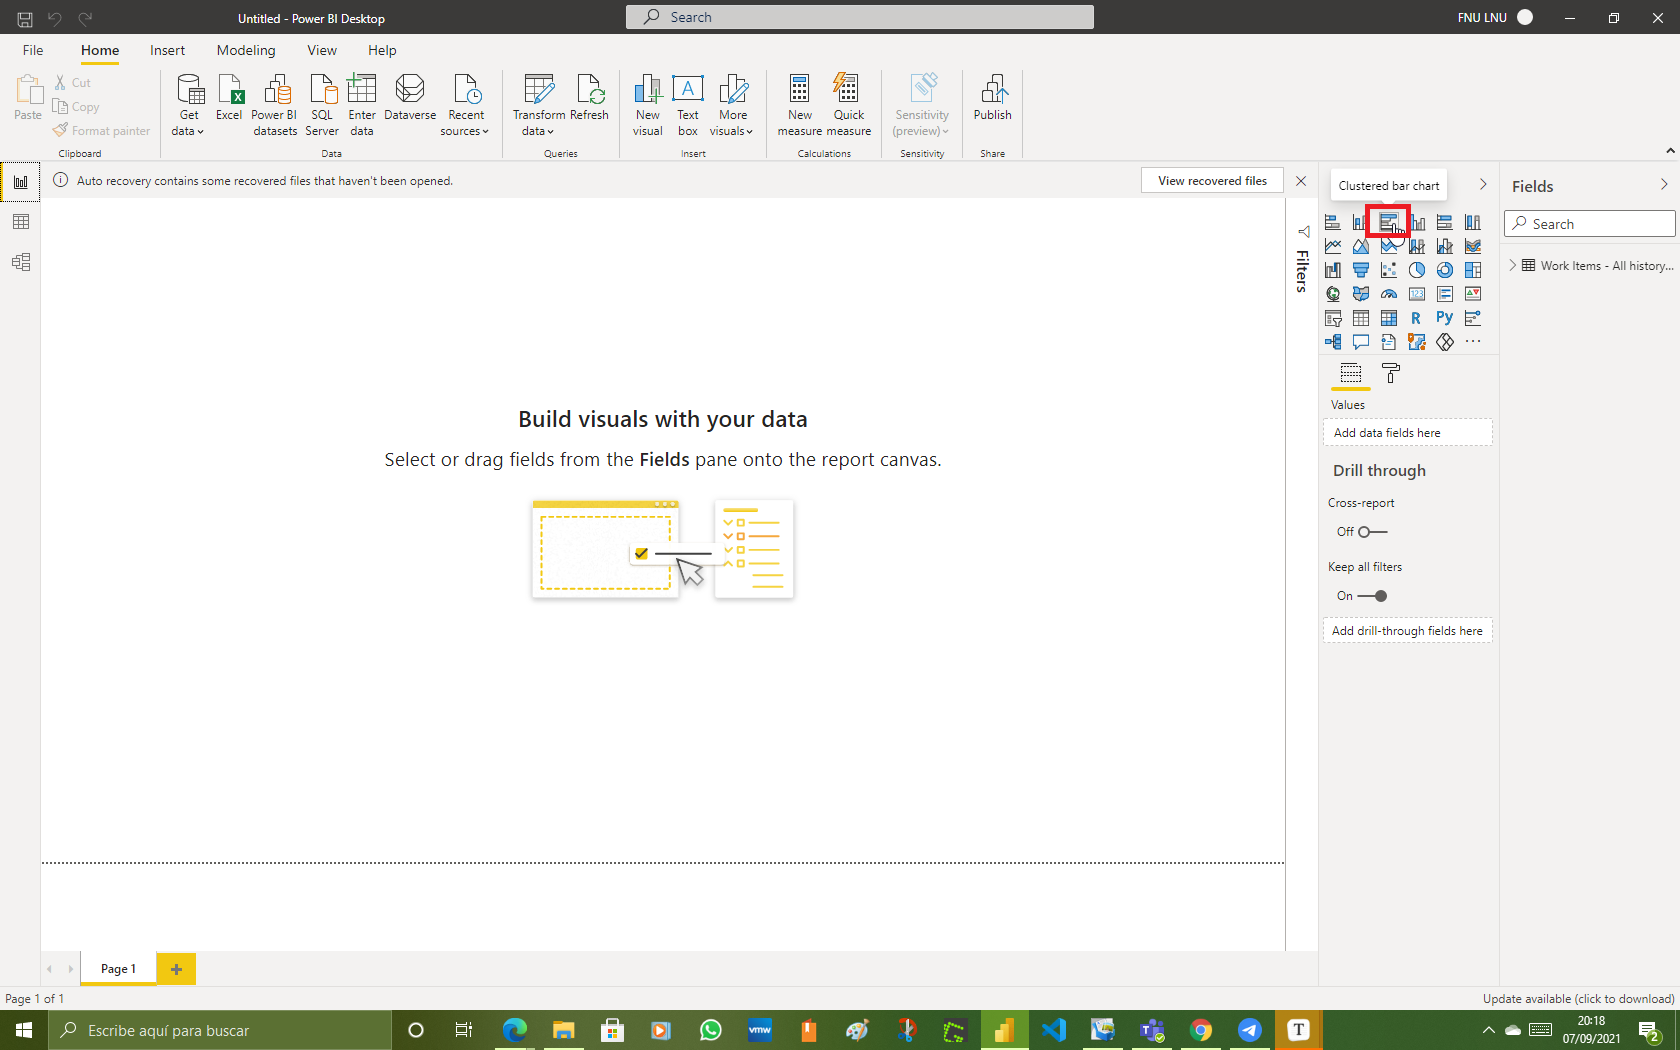 Untitled - Power BI Desktop
Search
FNU LNU
File
Home
Insert
Modeling
View
Help
Paste
Cut
Copy
Format painter
Get data
Excel
Power BI datasets
SQL Server
Enter data
Dataverse
Recent sources
Transform data
Refresh
New visual
A
Text box
More visuals
New measure
Quick measure
Sensitivity (preview)
Publish
Clipboard
Data
Queries
Insert
Calculations
Sensitivity
Share
Auto recovery contains some recovered files that haven't been opened.
View recovered files
Clustered bar chart
Fields
Search
Filters
Work Items - All history...
123
R
Py
Values
Add data fields here
Drill through
Cross-report
Off
Keep all filters
On
Add drill-through fields here
Build visuals with your data
Select or drag fields from the Fields pane onto the report canvas.
Page 1
Page 1 of 1
Update available (click to download)
Escribe aquí para buscar
vmw
T
20:18
07/09/2021
2